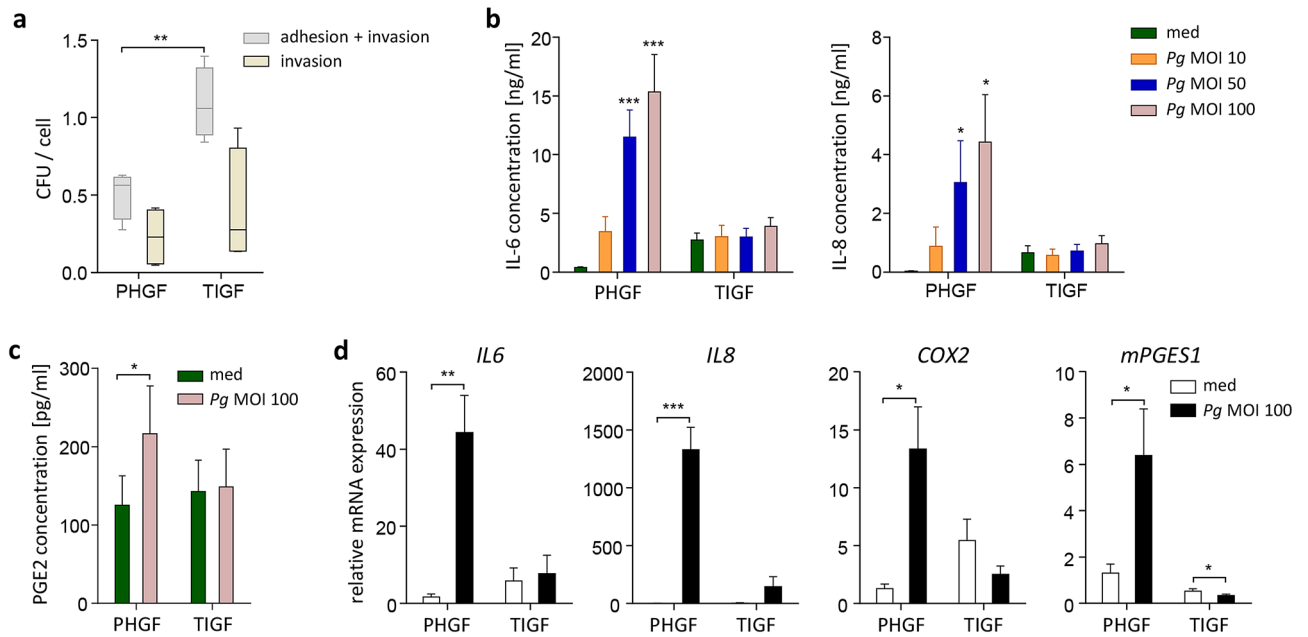 a
**
adhesion + invasion
invasion
CFU / cell
1.5
1.0
0.5
0.0
PHGF
TIGF
b
IL-6 concentration [ng/ml]
20
15
10
5
0
***
***
PHGF
TIGF
IL-8 concentration [ng/ml]
8
6
4
2
0
*
*
PHGF
TIGF
med
Pg MOI 10
Pg MOI 50
Pg MOI 100
c
PGE2 concentration [pg/ml]
300
200
100
0
*
med
Pg MOI 100
PHGF
TIGF
d
relative mRNA expression
IL6
60
40
20
0
**
PHGF
TIGF
IL8
2000
1500
1000
500
0
***
PHGF
TIGF
COX2
20
15
10
5
0
*
PHGF
TIGF
mPGES1
10
8
6
4
2
0
*
*
med
Pg MOI 100
PHGF
TIGF